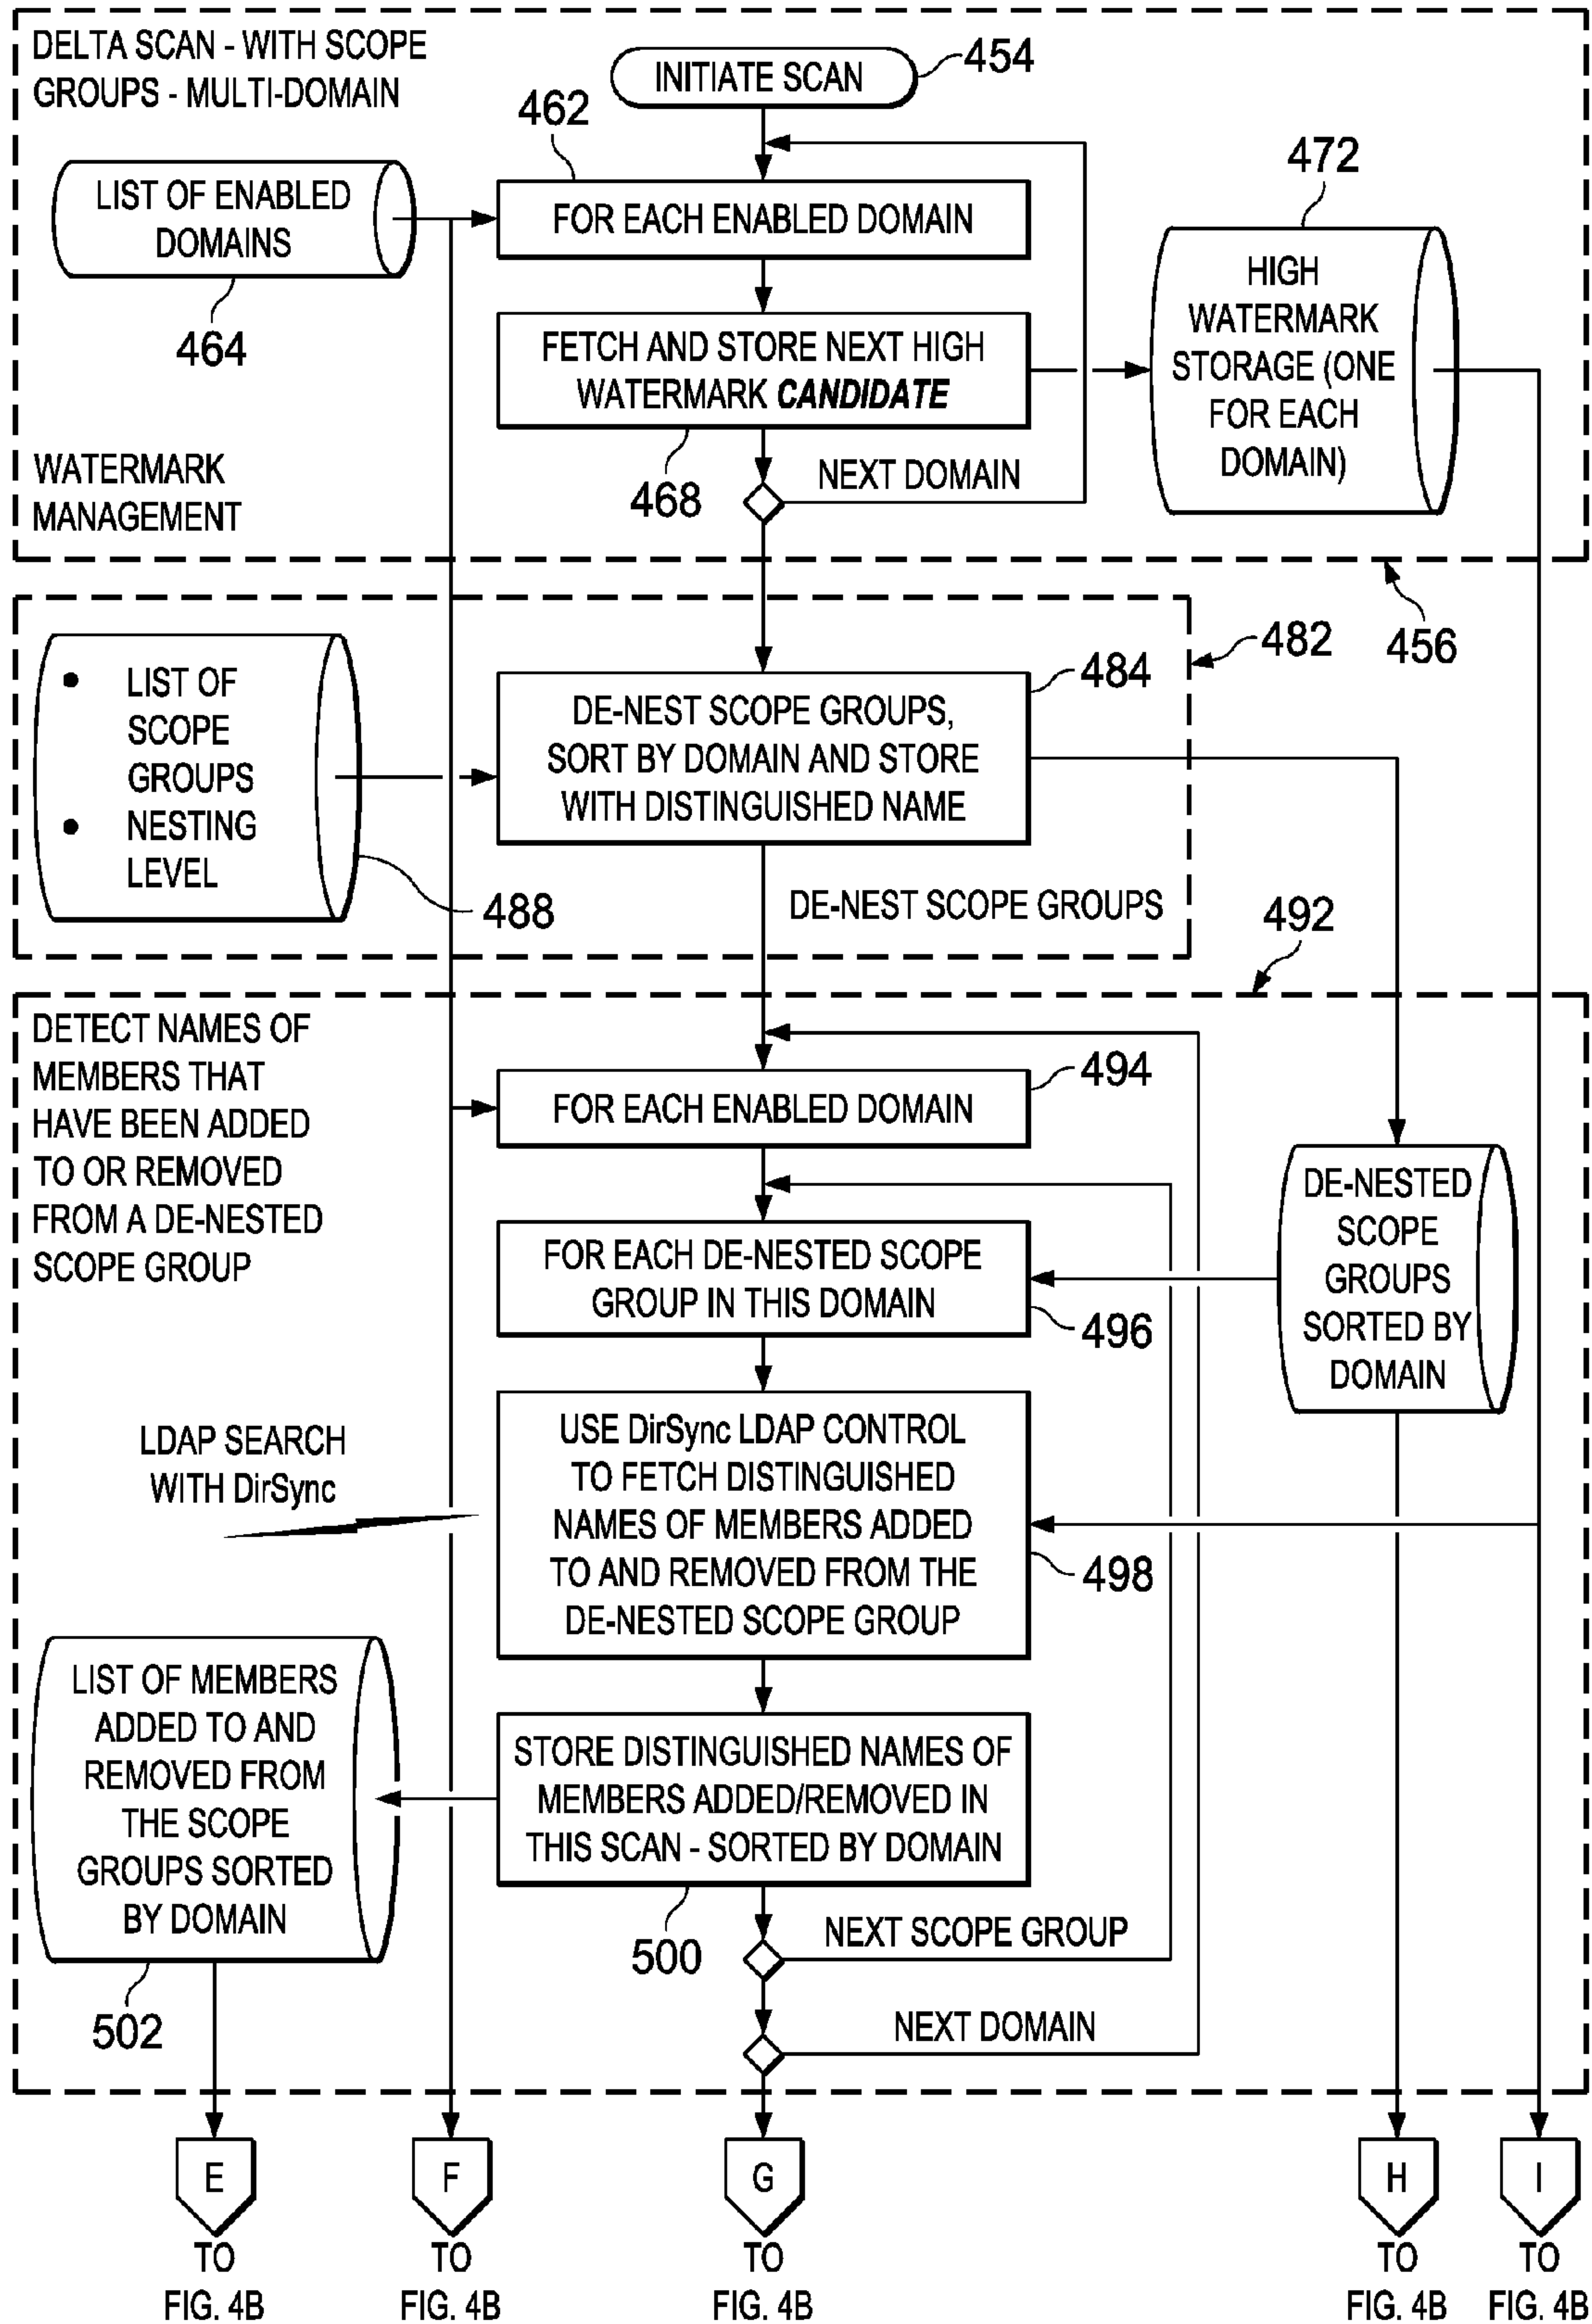 DELTA SCAN - WITH SCOPE
GROUPS - MULTI-DOMAIN
INITIATE SCAN
454
462
472
LIST OF ENABLED
DOMAINS
464
FOR EACH ENABLED DOMAIN
FETCH AND STORE NEXT HIGH
WATERMARK CANDIDATE
468
NEXT DOMAIN
HIGH
WATERMARK
STORAGE (ONE
FOR EACH
DOMAIN)
WATERMARK
MANAGEMENT
456
482
• LIST OF
SCOPE
GROUPS
• NESTING
LEVEL
488
484
DE-NEST SCOPE GROUPS,
SORT BY DOMAIN AND STORE
WITH DISTINGUISHED NAME
DE-NEST SCOPE GROUPS
492
DETECT NAMES OF
MEMBERS THAT
HAVE BEEN ADDED
TO OR REMOVED
FROM A DE-NESTED
SCOPE GROUP
494
FOR EACH ENABLED DOMAIN
FOR EACH DE-NESTED SCOPE
GROUP IN THIS DOMAIN
496
DE-NESTED
SCOPE
GROUPS
SORTED BY
DOMAIN
LDAP SEARCH
WITH DirSync
USE DirSync LDAP CONTROL
TO FETCH DISTINGUISHED
NAMES OF MEMBERS ADDED
TO AND REMOVED FROM THE
DE-NESTED SCOPE GROUP
498
LIST OF MEMBERS
ADDED TO AND
REMOVED FROM
THE SCOPE
GROUPS SORTED
BY DOMAIN
502
STORE DISTINGUISHED NAMES OF
MEMBERS ADDED/REMOVED IN
THIS SCAN - SORTED BY DOMAIN
500
NEXT SCOPE GROUP
NEXT DOMAIN
E
TO
FIG. 4B
F
TO
FIG. 4B
G
TO
FIG. 4B
H
TO
FIG. 4B
I
TO
FIG. 4B